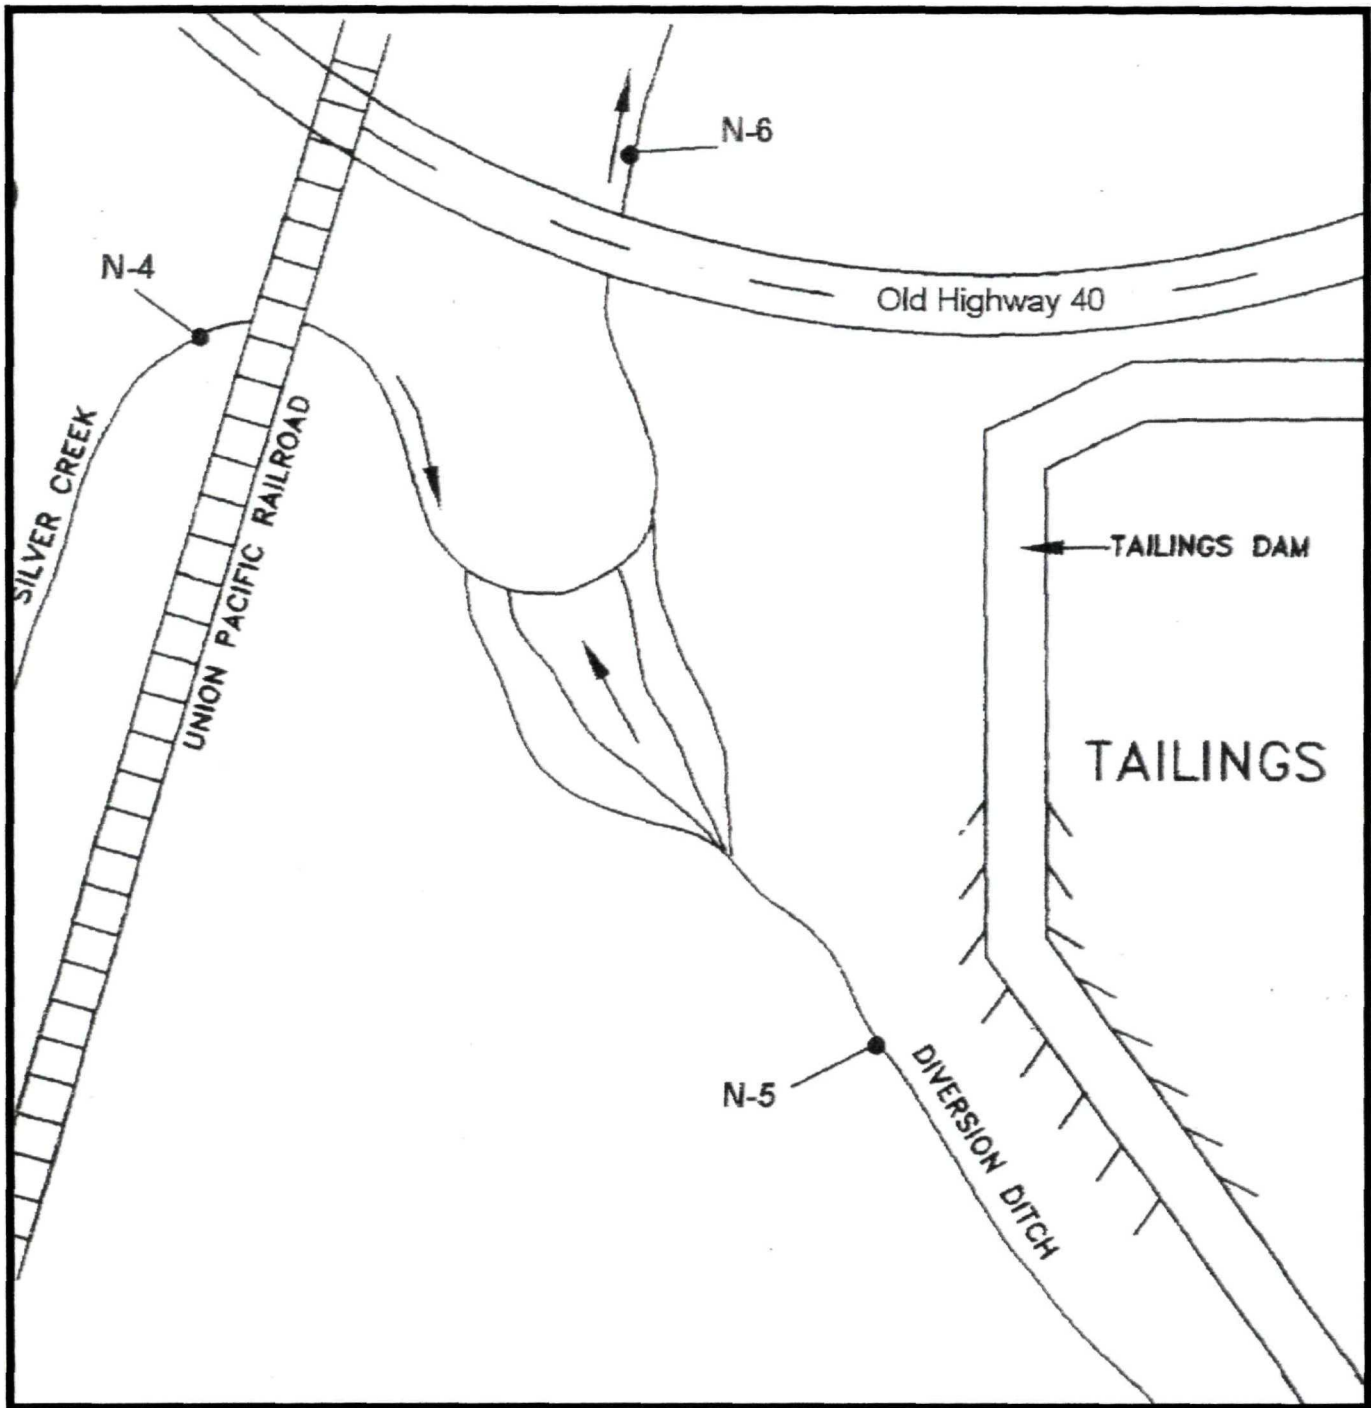 N-6
N-4
Old Highway 40
SILVER CREEK
UNION PACIFIC RAILROAD
TAILINGS DAM
TAILINGS
N-5
DIVERSION DITCH